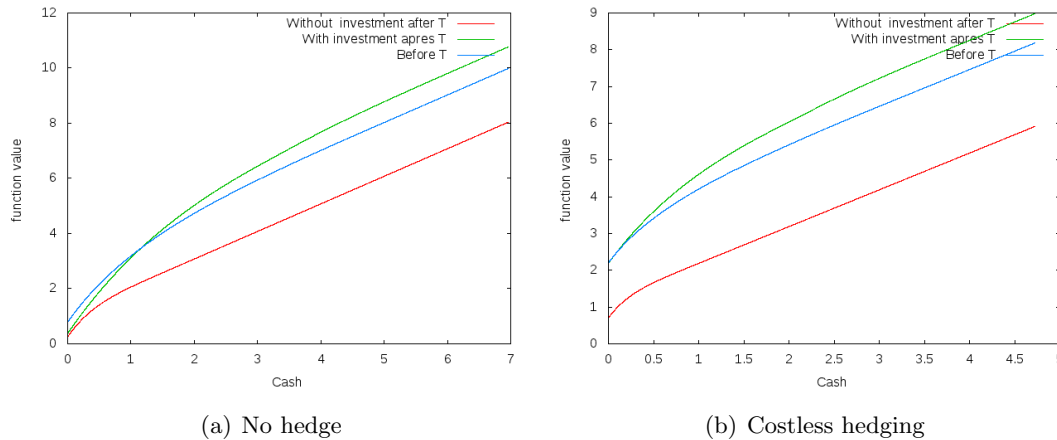 12
10
8
6
4
2
0
function value
Without investment after T
With investment apres T
Before T
0 1 2 3 4 5 6 7
Cash
(a) No hedge
9
8
7
6
5
4
3
2
1
0
function value
Without investment after T
With investment apres T
Before T
0 0.5 1 1.5 2 2.5 3 3.5 4 4.5 5
Cash
(b) Costless hedging